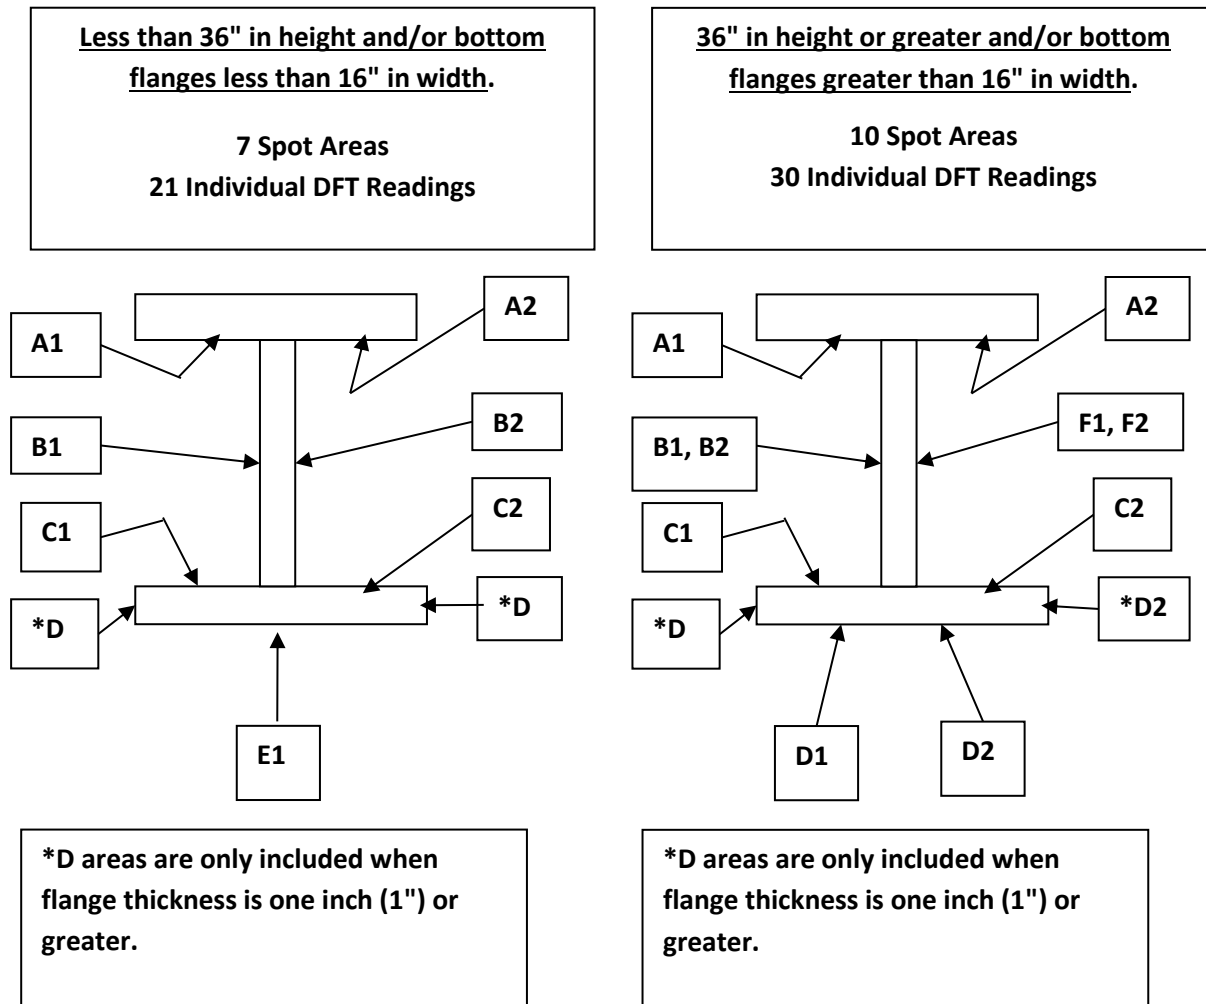 Less than 36" in height and/or bottom
flanges less than 16" in width.
7 Spot Areas
21 Individual DFT Readings
A1
A2
B1
B2
C1
C2
*D
*D
E1
*D areas are only included when
flange thickness is one inch (1") or
greater.
36" in height or greater and/or bottom
flanges greater than 16" in width.
10 Spot Areas
30 Individual DFT Readings
A1
A2
B1, B2
F1, F2
C1
C2
*D
*D2
D1
D2
*D areas are only included when
flange thickness is one inch (1") or
greater.